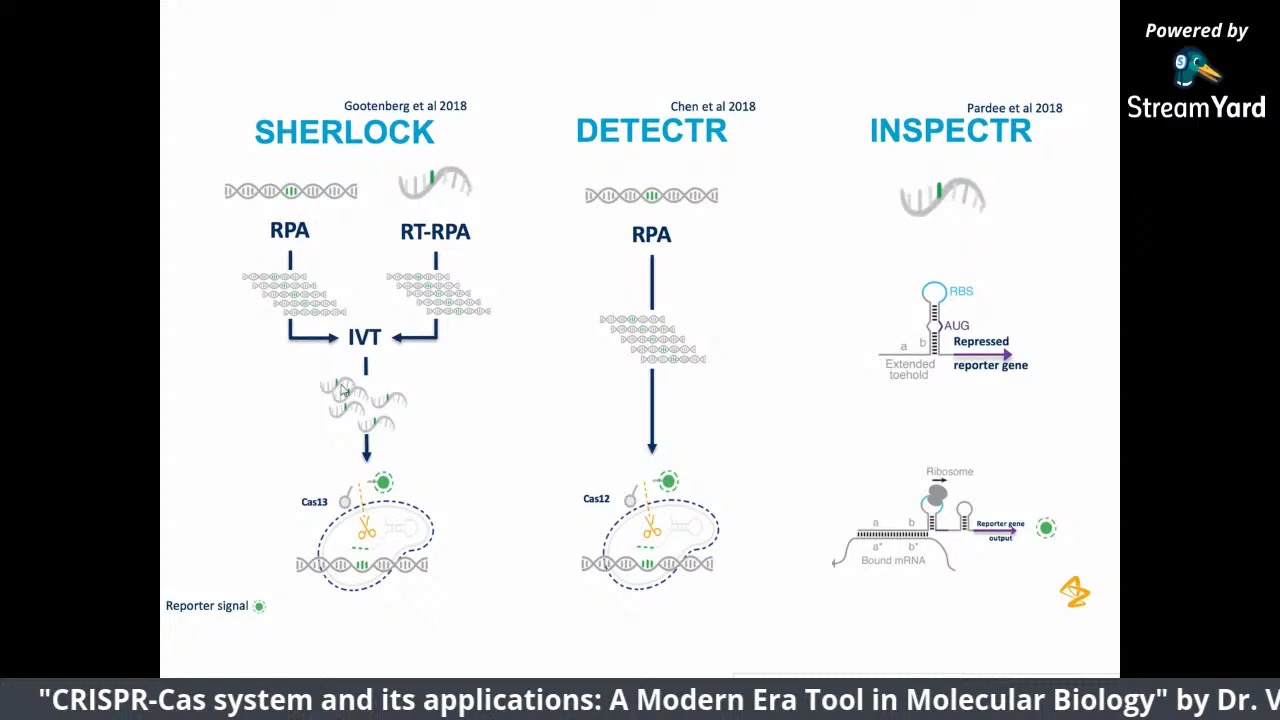 Powered by
StreamYard
Gootenberg et al 2018
SHERLOCK
RPA
RT-RPA
IVT
Cas13
Reporter signal
Chen et al 2018
DETECTR
RPA
Cas12
Pardee et al 2018
INSPECTR
RBS
AUG
a
b
Repressed
reporter gene
Extended
toehold
Ribosome
a
b
Reporter gene
output
a*
b*
Bound mRNA
"CRISPR-Cas system and its applications: A Modern Era Tool in Molecular Biology" by Dr. V